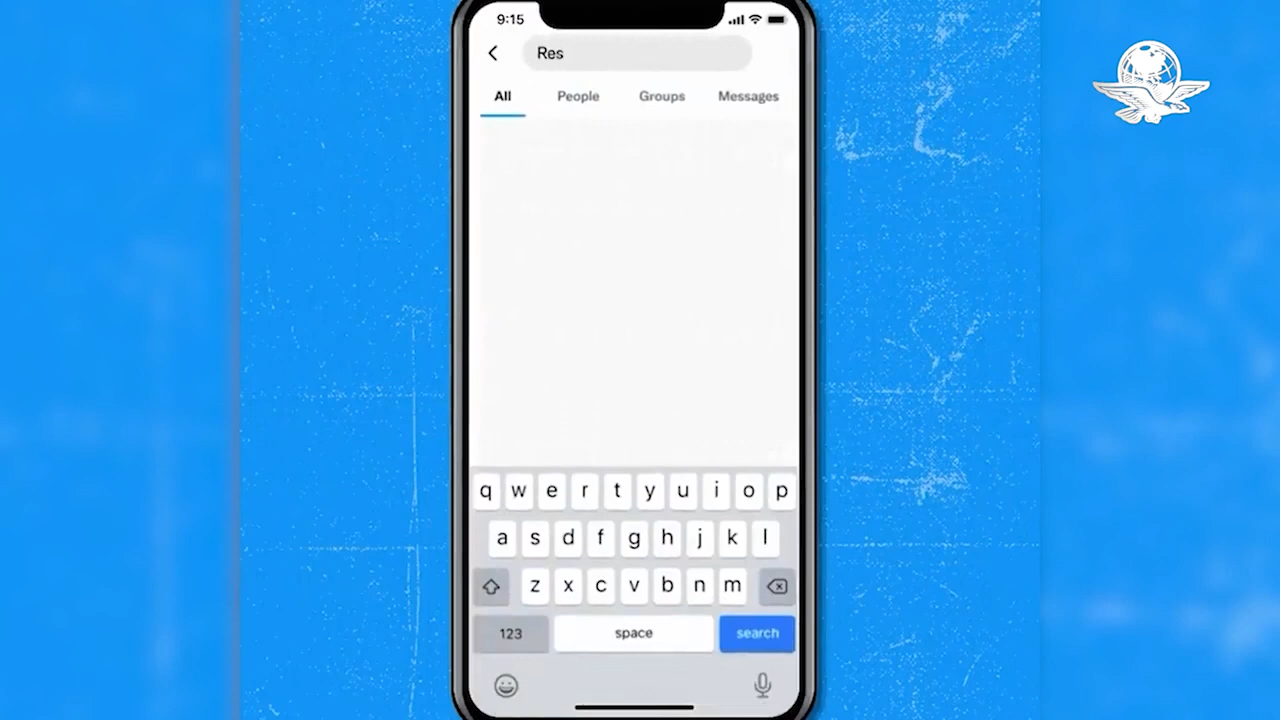 9:15
Res
All People Groups Messages
q w e r t y u i o p
a s d f g h j k l
z x c v b n m
123 space search